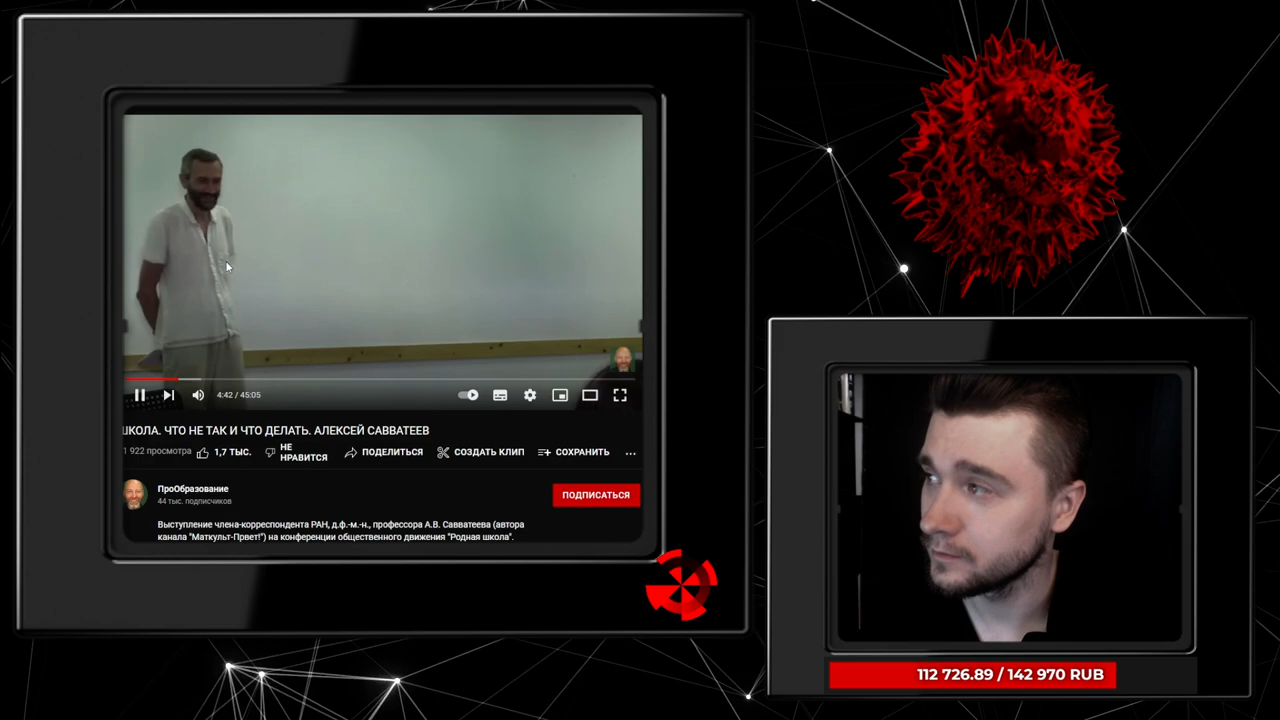 4:42 / 45:05
ШКОЛА. ЧТО НЕ ТАК И ЧТО ДЕЛАТЬ. АЛЕКСЕЙ САВВАТЕЕВ
1 922 просмотра
1,7 ТЫС.
НЕ
НРАВИТСЯ
ПОДЕЛИТЬСЯ
СОЗДАТЬ КЛИП
СОХРАНИТЬ
ПроОбразование
44 тыс. подписчиков
ПОДПИСАТЬСЯ
Выступление члена-корреспондента РАН, д.ф.-м.-н., профессора А.В. Савватеева (автора
канала "Маткульт-Првет!") на конференции общественного движения "Родная школа".
112 726.89 / 142 970 RUB